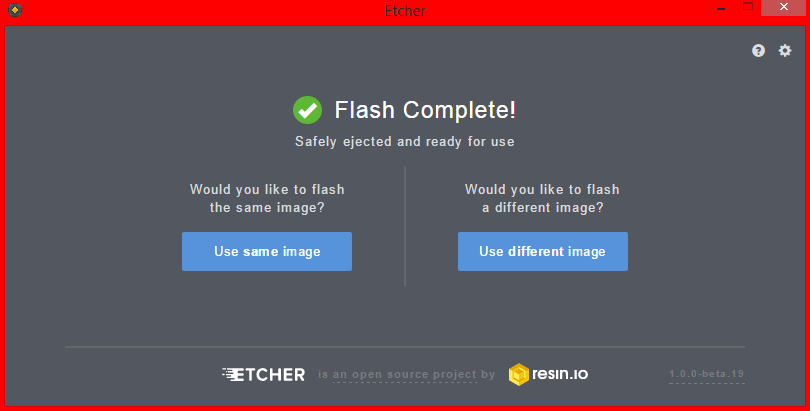 Etcher
Flash Complete!
Safely ejected and ready for use
Would you like to flash
the same image?
Use same image
Would you like to flash
a different image?
Use different image
ETCHER is an open source project by resin.io
1.0.0-beta.19